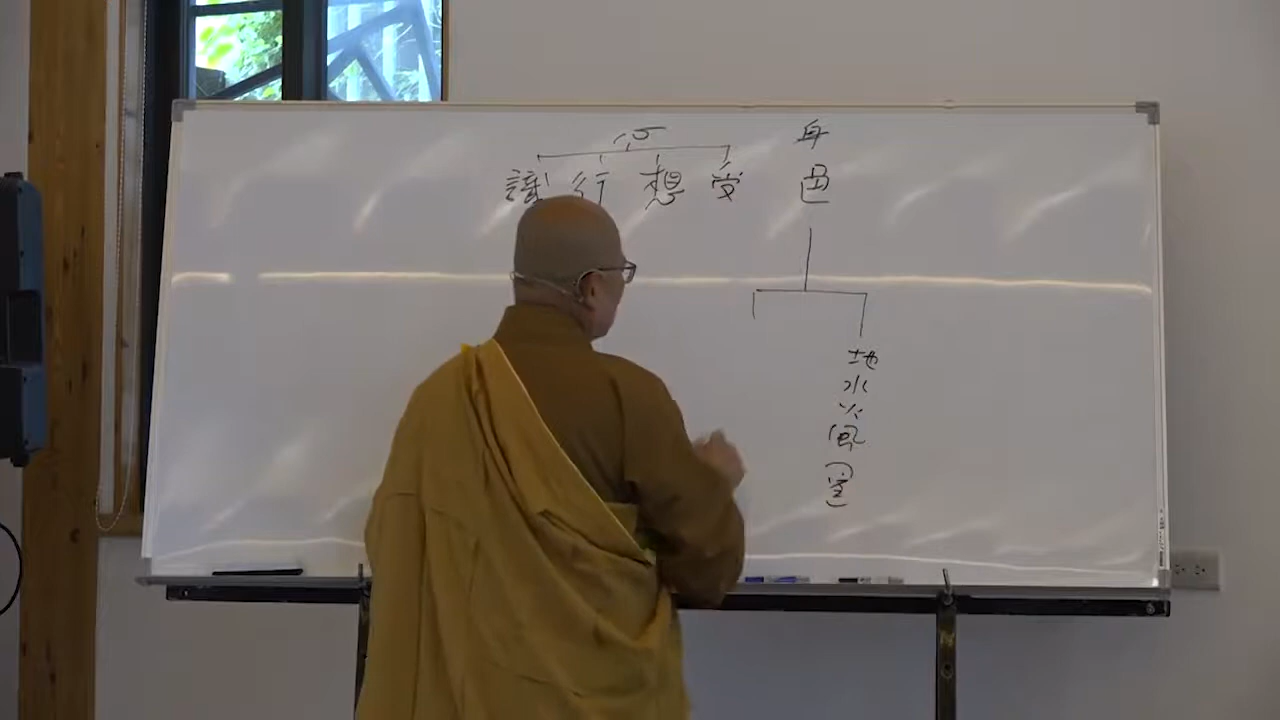 身 心
色 受 想 行 識
地水火風(空)